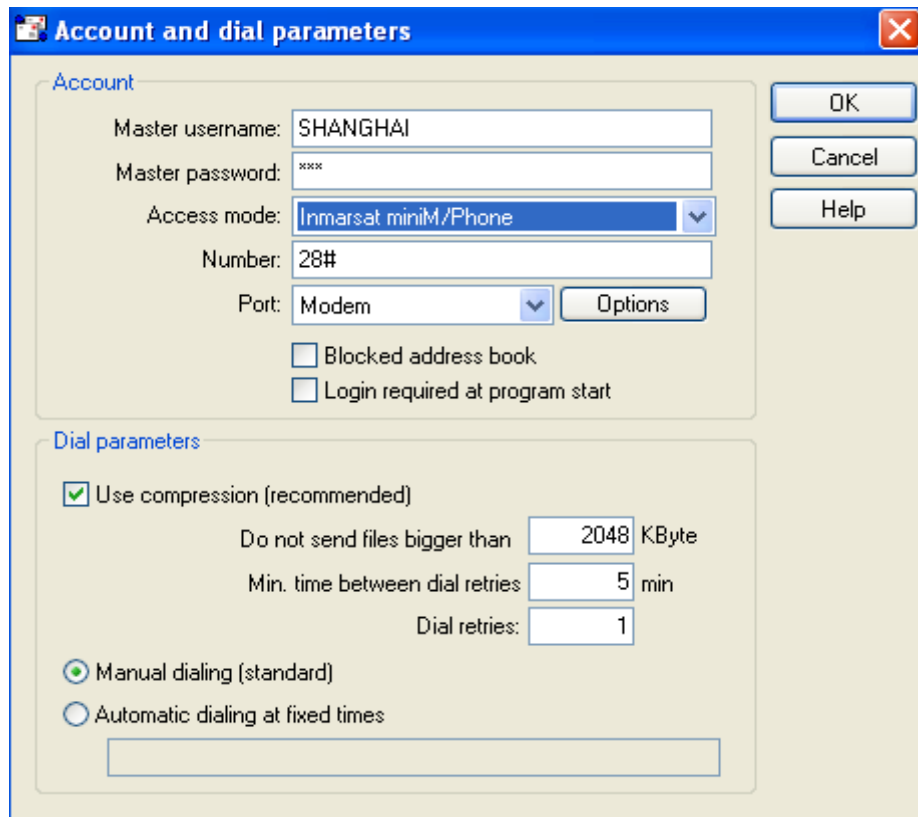 Account and dial parameters
Account
Master username: SHANGHAI
Master password: ***
Access mode: Inmarsat miniM/Phone
Number: 28#
Port: Modem Options
Blocked address book
Login required at program start
OK
Cancel
Help
Dial parameters
Use compression (recommended)
Do not send files bigger than 2048 KByte
Min. time between dial retries 5 min
Dial retries: 1
Manual dialing (standard)
Automatic dialing at fixed times